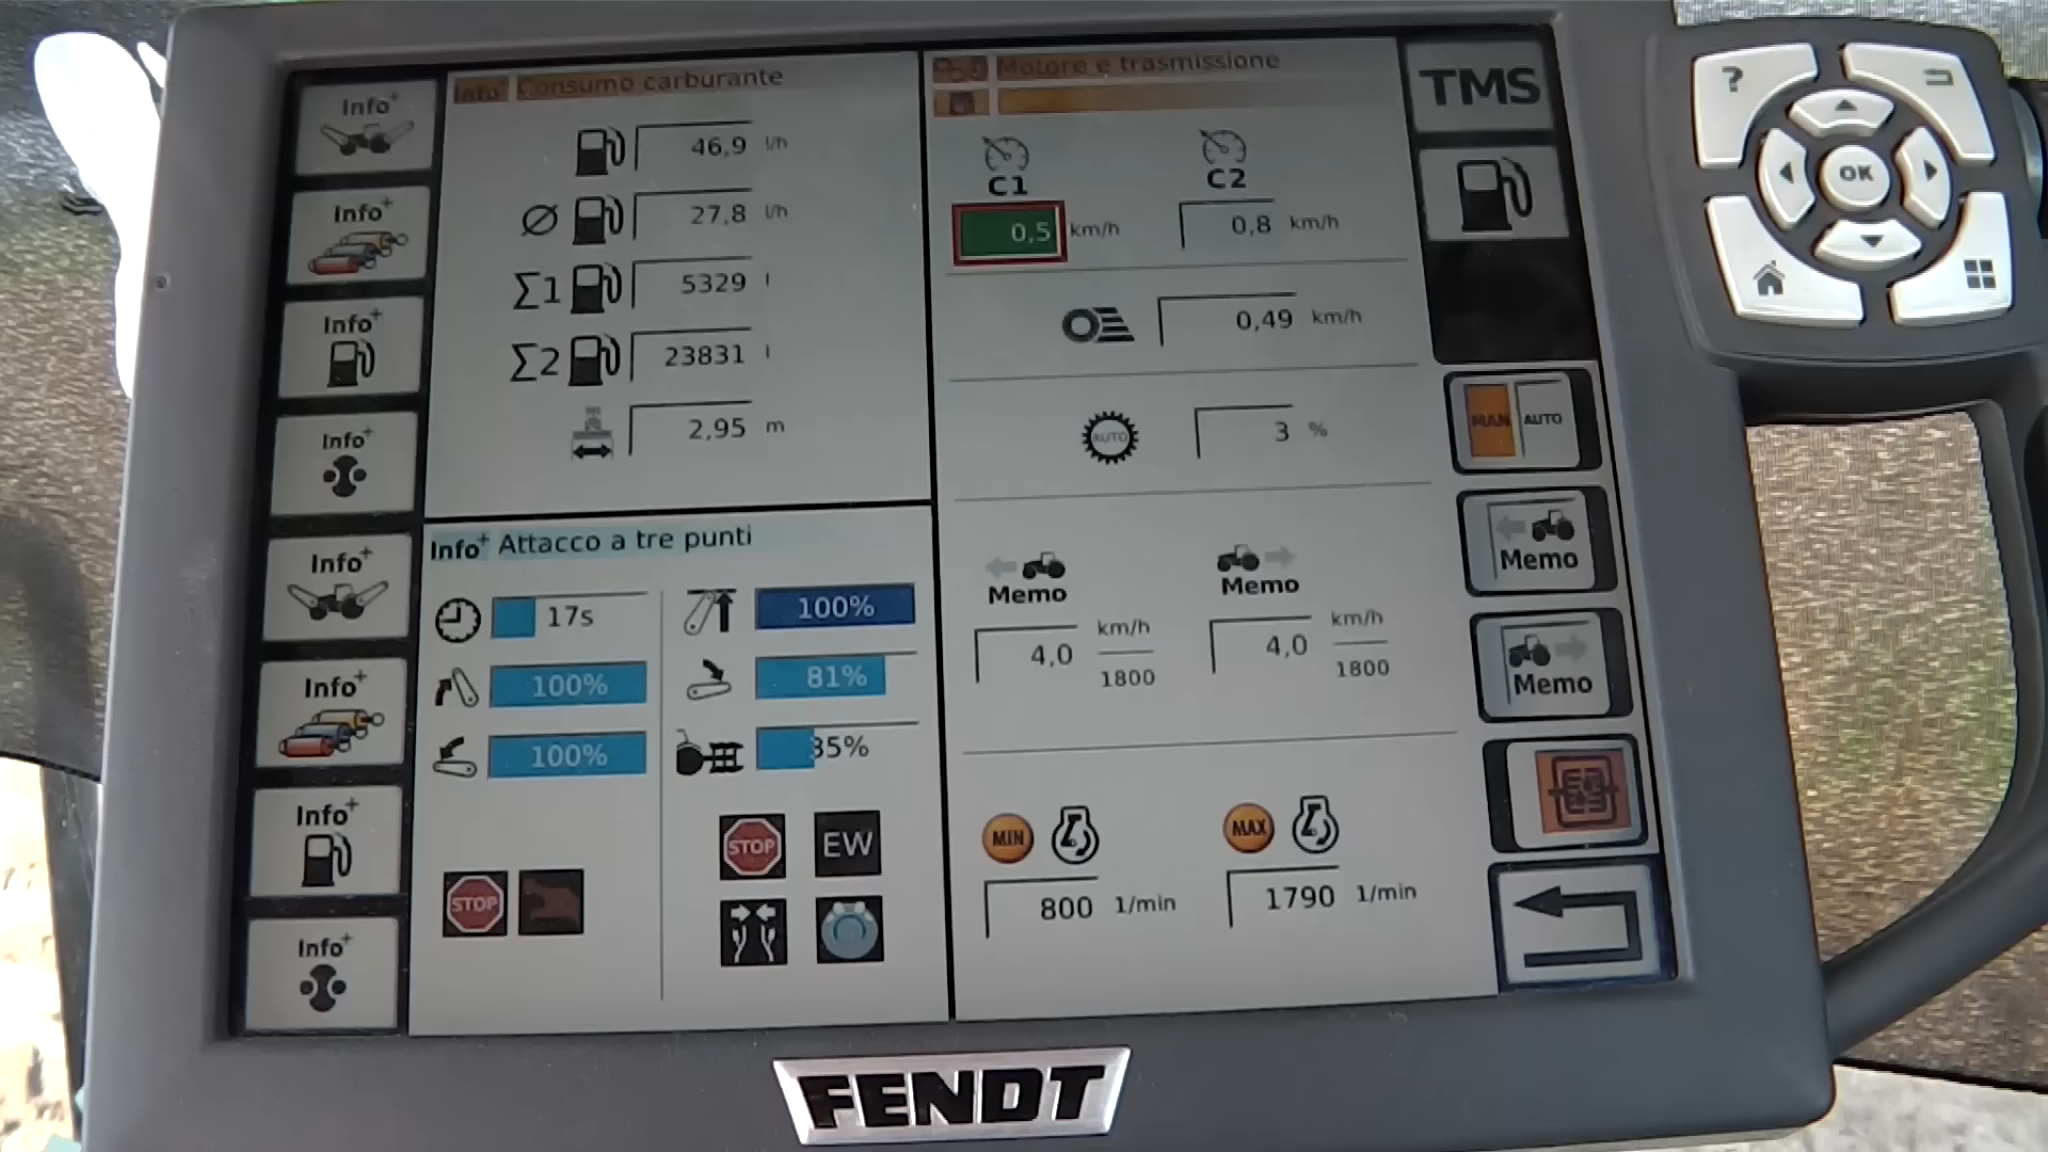 Info+
Info+
Info+
Info+
Info+
Info+
Info+
Info+
Info+ Consumo carburante
46,9 l/h
Ø 27,8 l/h
∑1 5329 l
∑2 23831 l
2,95 m
Info+ Attacco a tre punti
17s
100%
100%
100%
81%
35%
STOP
STOP EW
Motore e trasmissione
C1 C2
0,5 km/h 0,8 km/h
0,49 km/h
AUTO 3 %
Memo Memo
4,0 km/h 1800 4,0 km/h 1800
MIN MAX
800 1/min 1790 1/min
TMS
MAN AUTO
Memo
Memo
? OK
FENDT